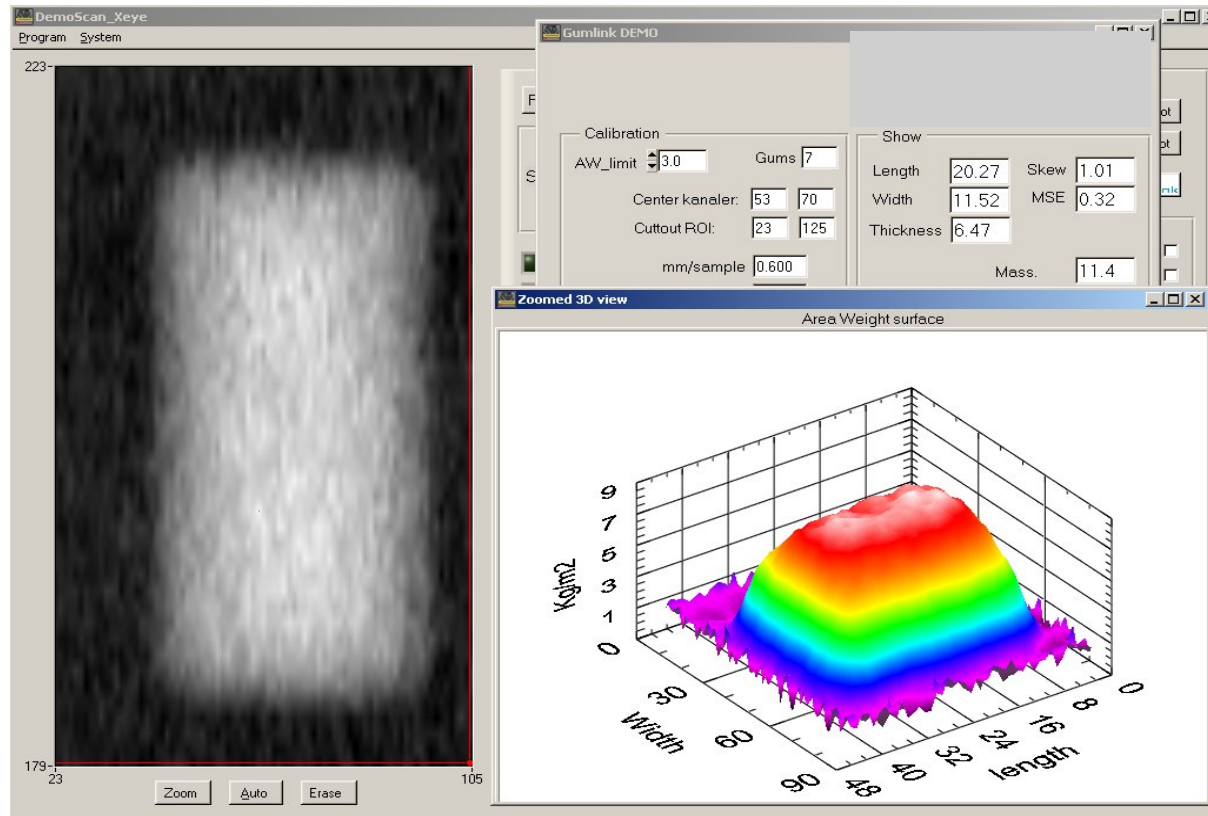 DemoScan_Xeye
Program System
223
179
23 105
Zoom Auto Erase
Gumlink DEMO
Calibration
AW_limit 3.0 Gums 7
Center kanaler: 53 70
Cuttout ROI: 23 125
mm/sample 0.600
Show
Length 20.27 Skew 1.01
Width 11.52 MSE 0.32
Thickness 6.47
Mass. 11.4
Zoomed 3D view
Area Weight surface
Kg/m2
9
7
5
3
1
0
Width
30
60
90
length
48
40
32
24
16
8
0